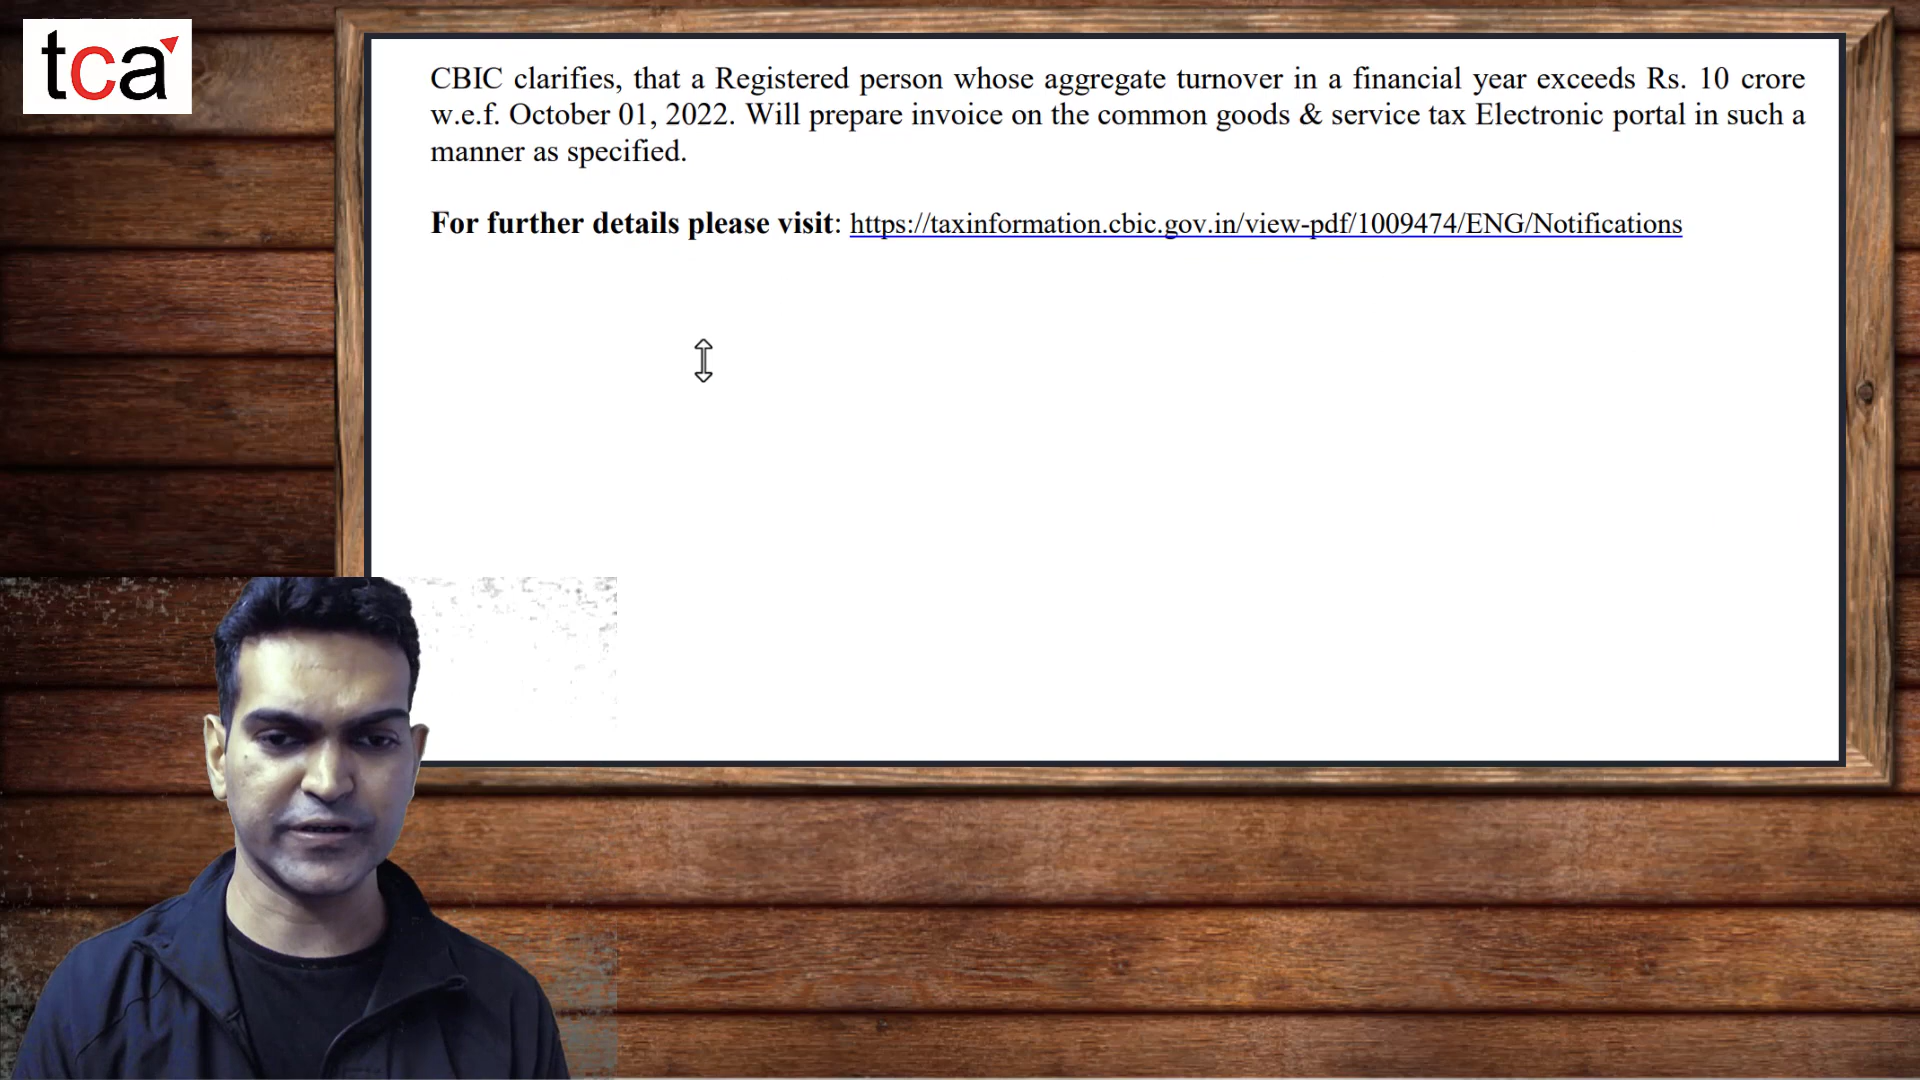 tca
CBIC clarifies, that a Registered person whose aggregate turnover in a financial year exceeds Rs. 10 crore
w.e.f. October 01, 2022. Will prepare invoice on the common goods & service tax Electronic portal in such a
manner as specified.
For further details please visit: https://taxinformation.cbic.gov.in/view-pdf/1009474/ENG/Notifications